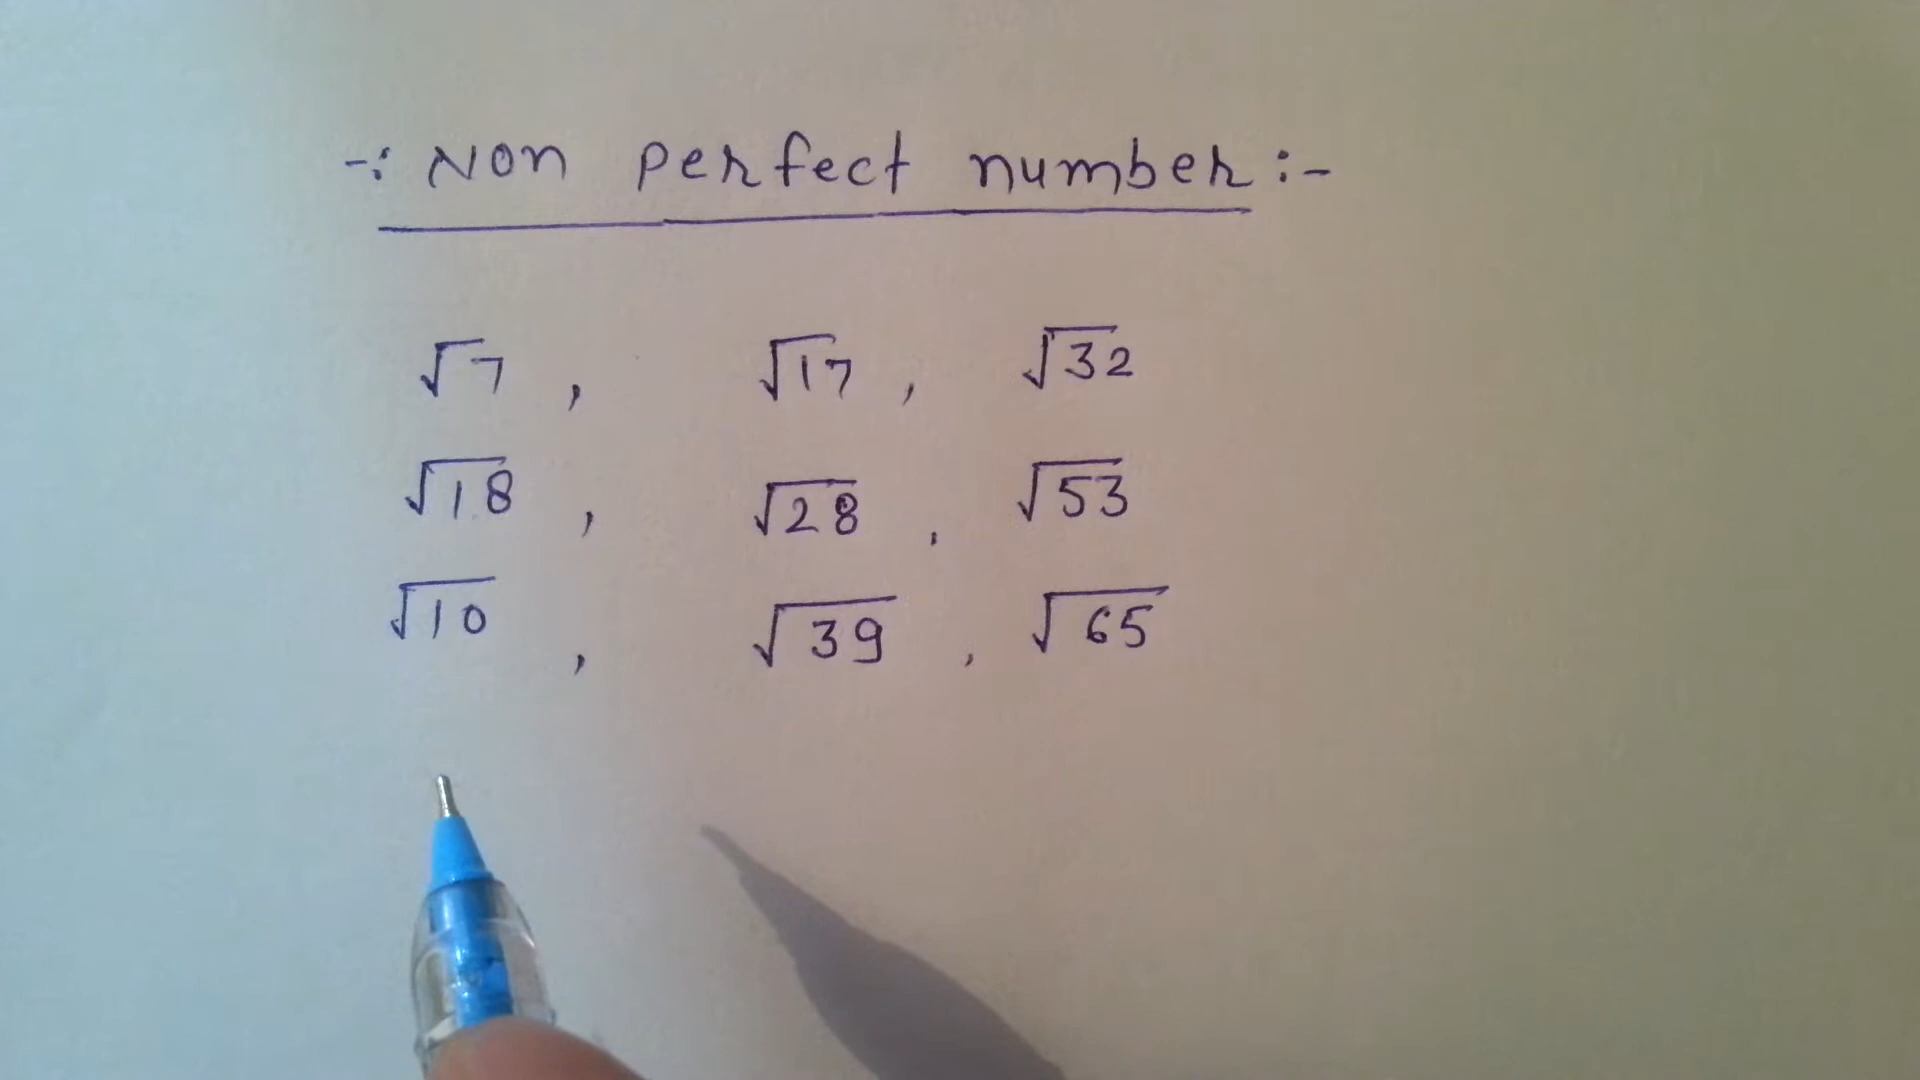 -: Non perfect number :-
√7 , √17 , √32
√18 , √28 , √53
√10 , √39 , √65